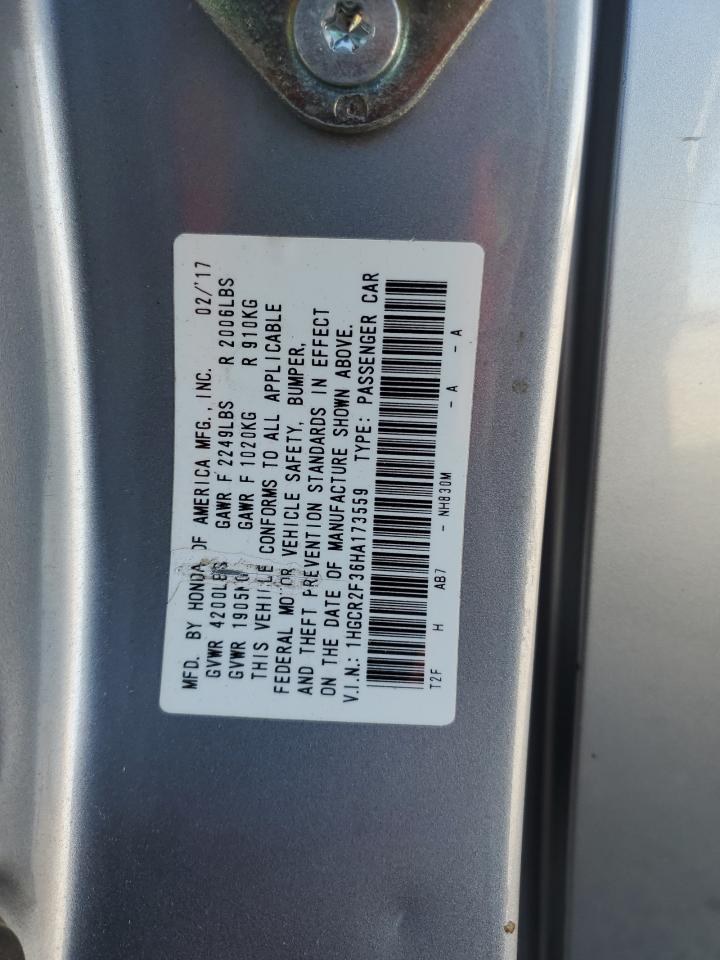 MFD. BY HONDA OF AMERICA MFG., INC. 02/'17
GVWR 4200LBS GAWR F 2249LBS R 2006LBS
GVWR 1905KG GAWR F 1020KG R 910KG
THIS VEHICLE CONFORMS TO ALL APPLICABLE
FEDERAL MOTOR VEHICLE SAFETY, BUMPER,
AND THEFT PREVENTION STANDARDS IN EFFECT
ON THE DATE OF MANUFACTURE SHOWN ABOVE.
V.I.N.: 1HGCR2F36HA173559 TYPE: PASSENGER CAR
T2F H AB7 - NH830M - A - A